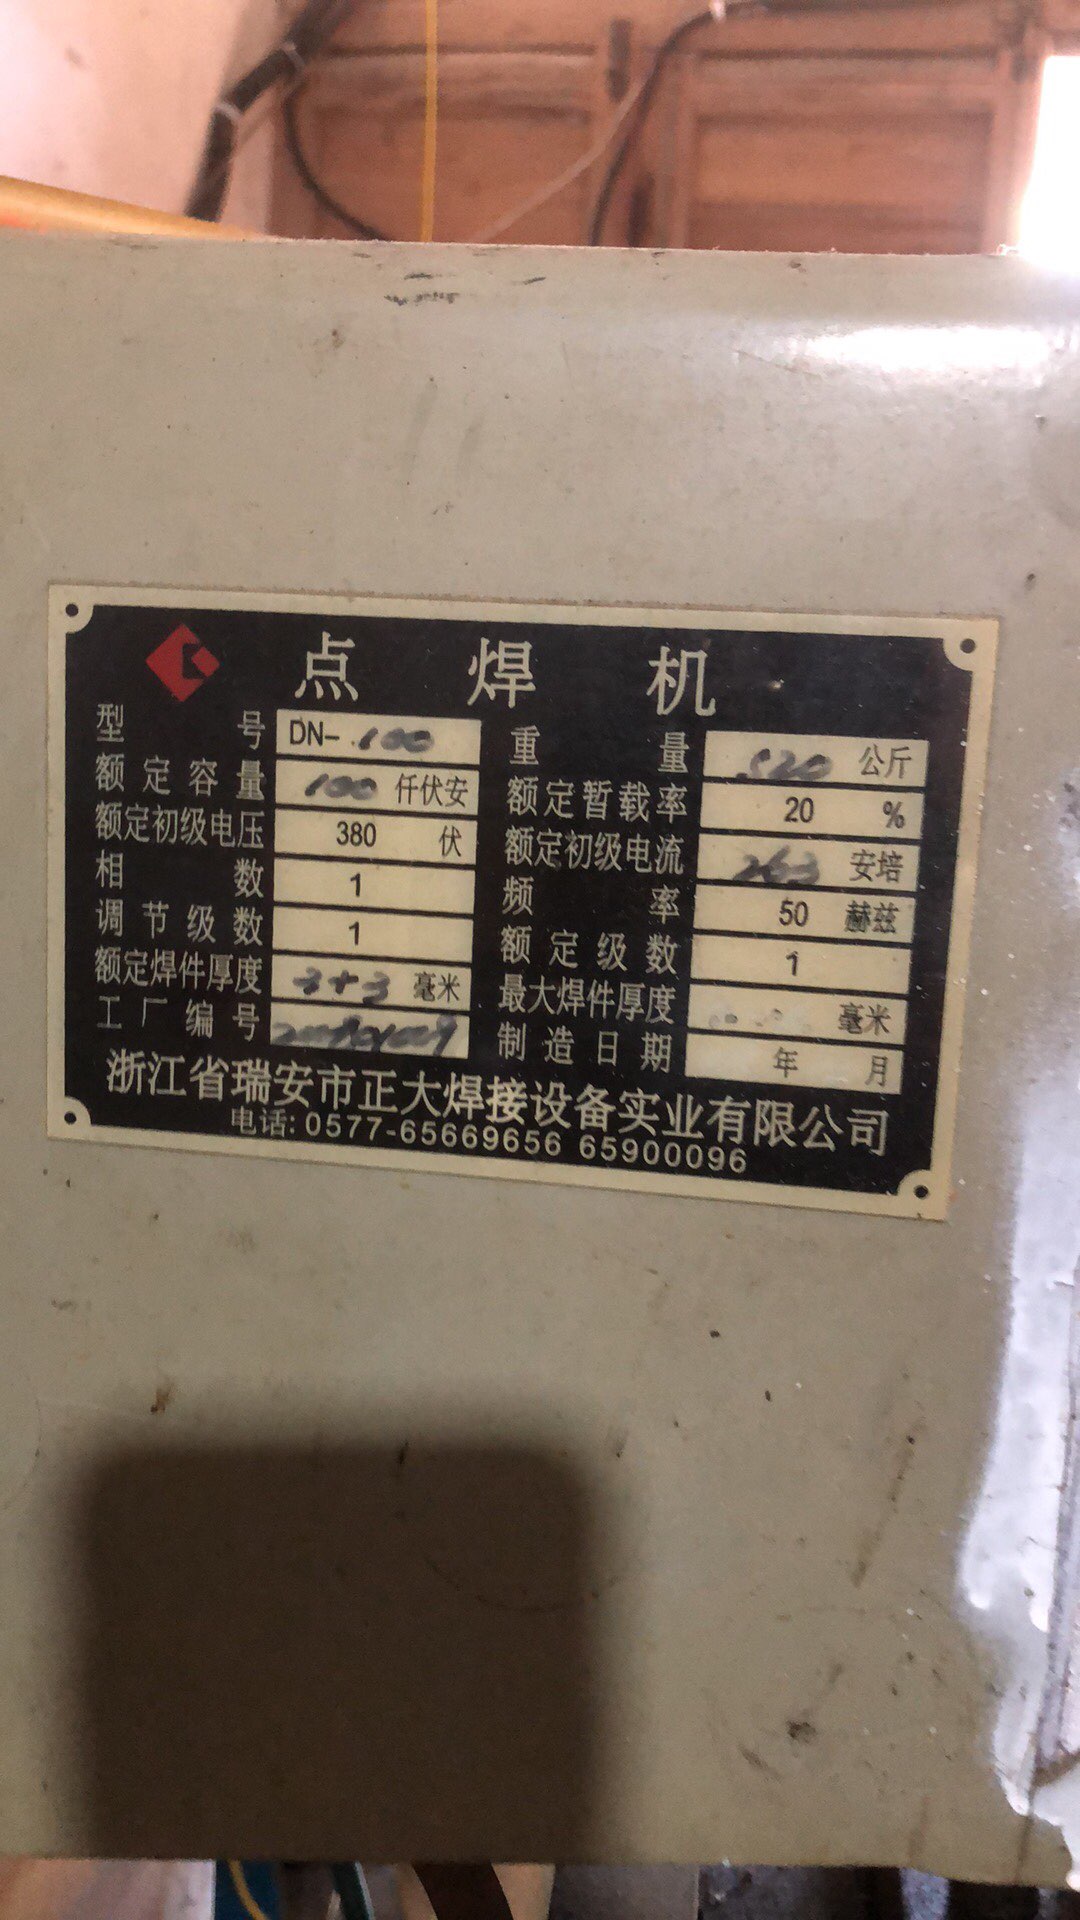 点焊机
型号 DN-100 重量 520 公斤
额定容量 100 仟伏安 额定暂载率 20 %
额定初级电压 380 伏 额定初级电流 263 安培
相数 1 频率 50 赫兹
调节级数 1 额定级数 1
额定焊件厚度 3+3 毫米 最大焊件厚度 毫米
工厂编号 制造日期 年 月
浙江省瑞安市正大焊接设备实业有限公司
电话: 0577-65669656 65900096